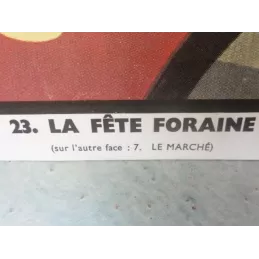 23. LA FÊTE FORAINE
(sur l'autre face : 7. LE MARCHÉ)